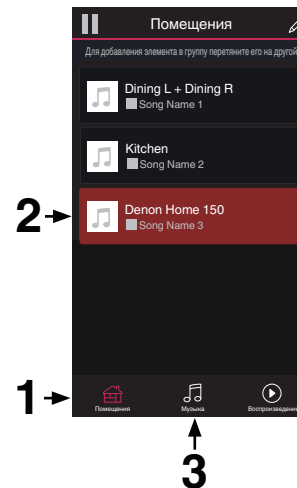 Помещения
Для добавления элемента в группу перетяните его на другой
Dining L + Dining R
Song Name 1
Kitchen
Song Name 2
2
Denon Home 150
Song Name 3
1
Помещения
Музыка
Воспроизведени
3